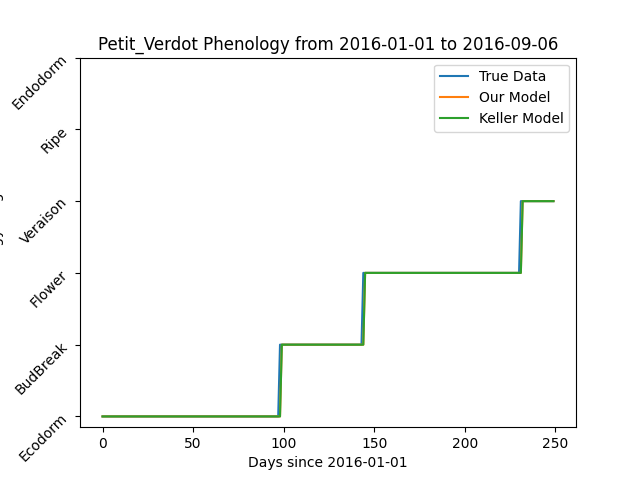 Petit_Verdot Phenology from 2016-01-01 to 2016-09-06
Endodorm
Ripe
Veraison
Flower
BudBreak
Ecodorm
True Data
Our Model
Keller Model
0 50 100 150 200 250
Days since 2016-01-01